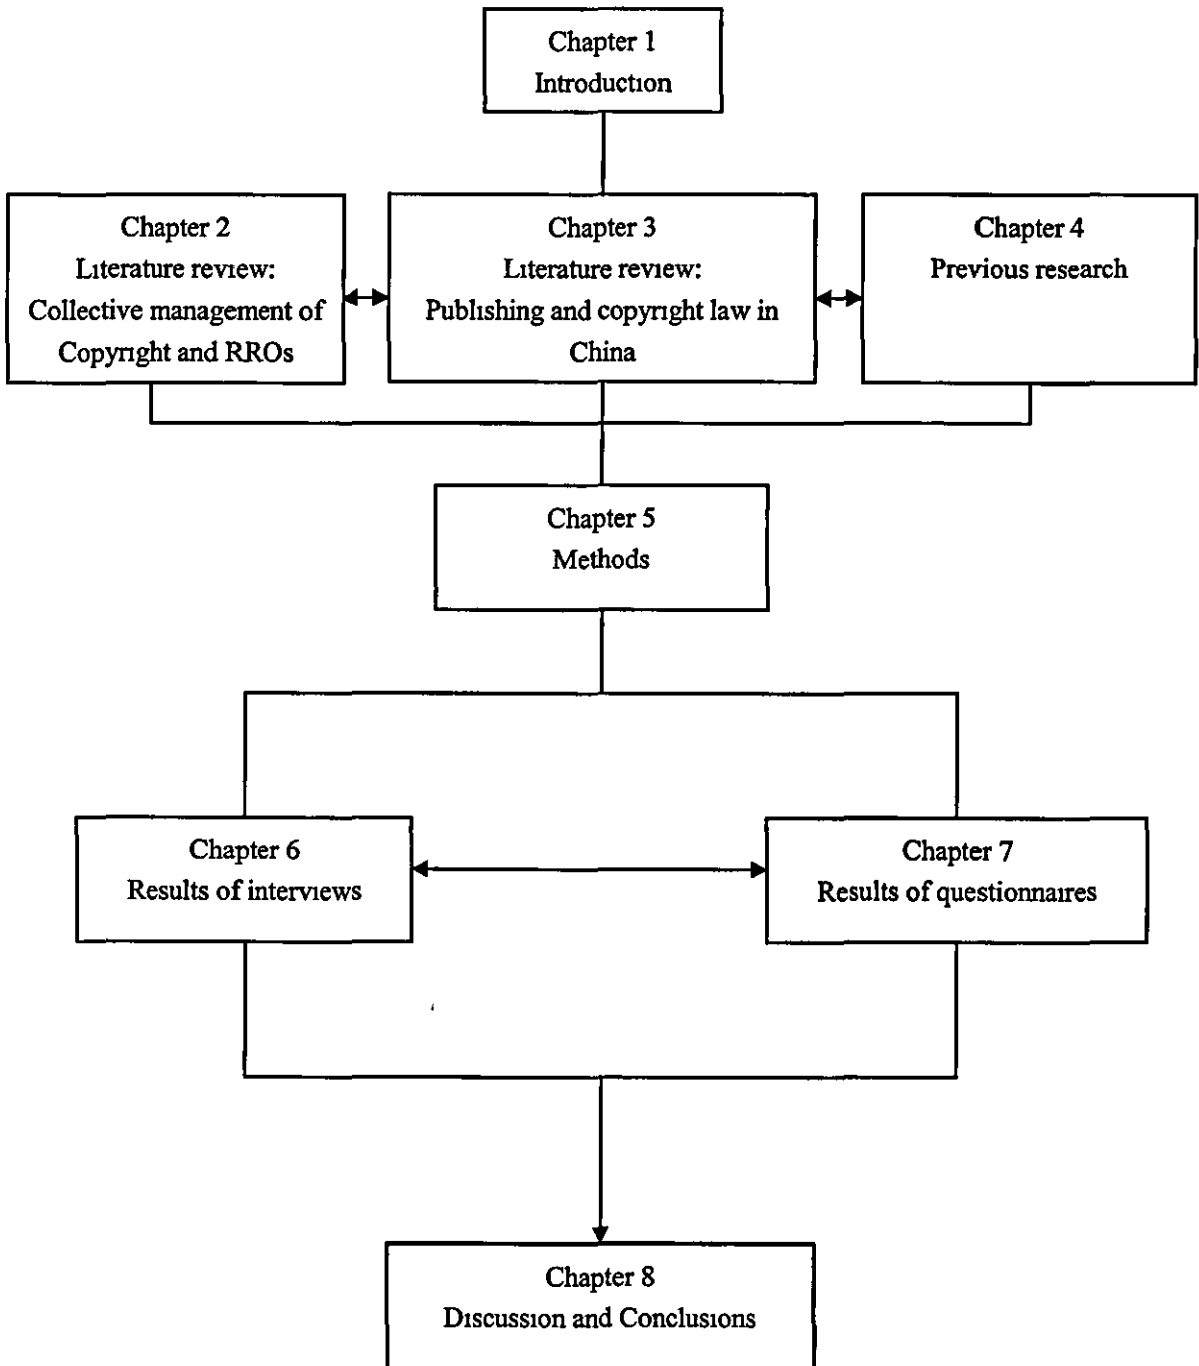 Chapter 1
Introduction
Chapter 2
Literature review:
Collective management of
Copyright and RROs
Chapter 3
Literature review:
Publishing and copyright law in
China
Chapter 4
Previous research
Chapter 5
Methods
Chapter 6
Results of interviews
Chapter 7
Results of questionnaires
Chapter 8
Discussion and Conclusions